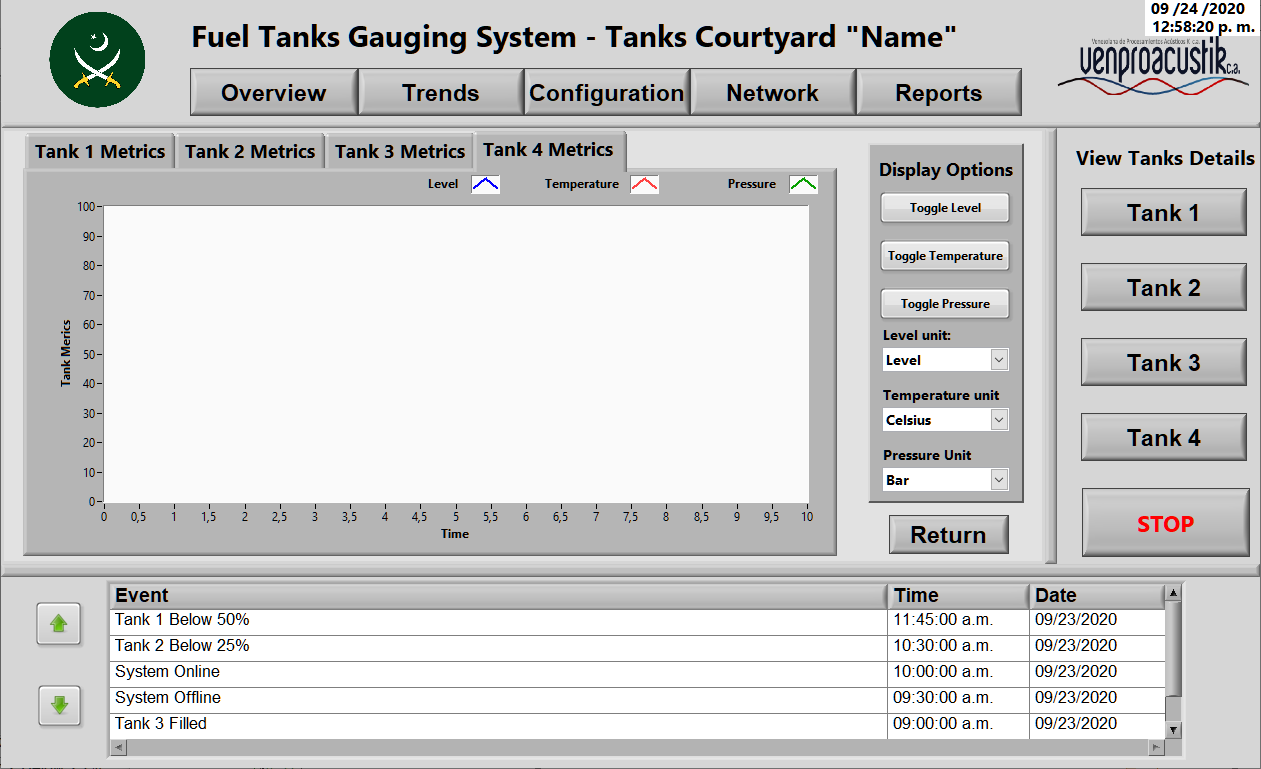 09 /24 /2020
12:58:20 p. m.
Fuel Tanks Gauging System - Tanks Courtyard "Name"
Venezolana de Procesamientos Acústicos K c.a.
venproacustik c.a.
Overview Trends Configuration Network Reports
Tank 1 Metrics Tank 2 Metrics Tank 3 Metrics Tank 4 Metrics
Level Temperature Pressure
100
90
80
70
60
50
40
30
20
10
0
Tank Merics
0 0,5 1 1,5 2 2,5 3 3,5 4 4,5 5 5,5 6 6,5 7 7,5 8 8,5 9 9,5 10
Time
Display Options
Toggle Level
Toggle Temperature
Toggle Pressure
Level unit:
Level
Temperature unit
Celsius
Pressure Unit
Bar
Return
View Tanks Details
Tank 1
Tank 2
Tank 3
Tank 4
STOP
Event Time Date
Tank 1 Below 50% 11:45:00 a.m. 09/23/2020
Tank 2 Below 25% 10:30:00 a.m. 09/23/2020
System Online 10:00:00 a.m. 09/23/2020
System Offline 09:30:00 a.m. 09/23/2020
Tank 3 Filled 09:00:00 a.m. 09/23/2020